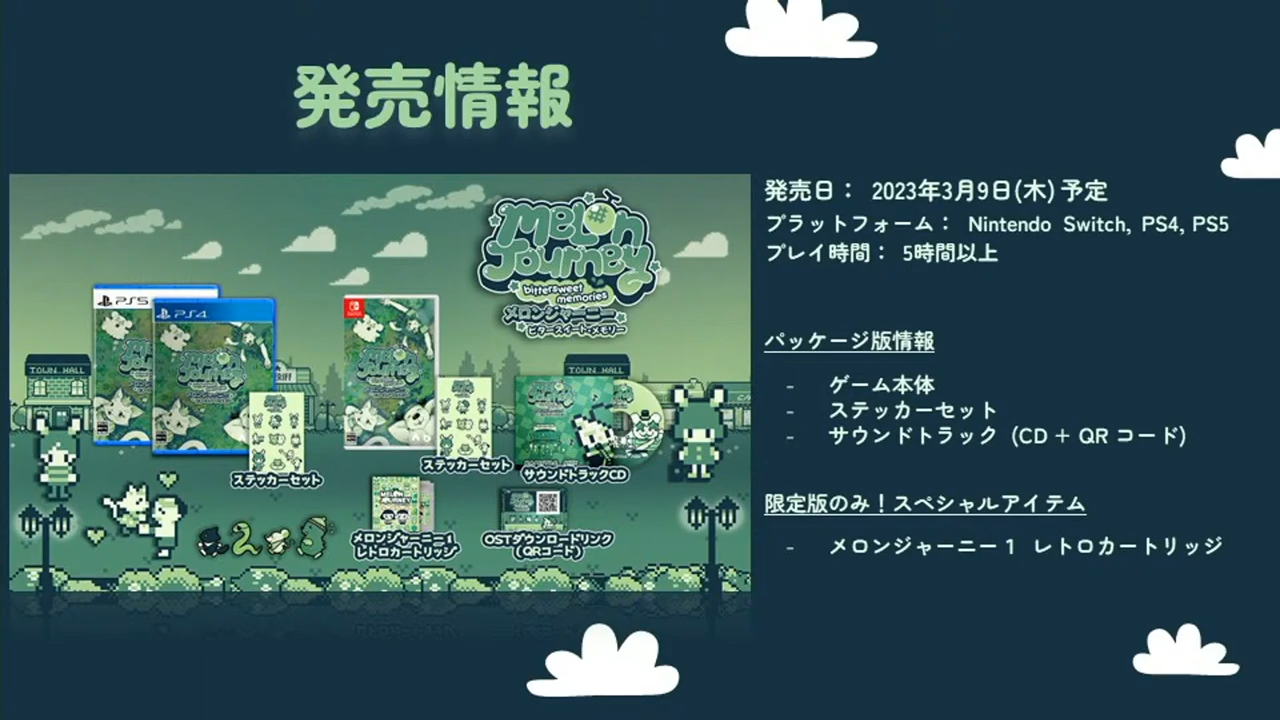 発売情報
Melon
Journey
bittersweet
memories
メロンジャーニー
ビタースイート・メモリー
PS5
PS4
TOWN HALL
RIFF
TOWN HALL
ステッカーセット
ステッカーセット
サウンドトラックCD
メロンジャーニー1
レトロカートリッジ
OSTダウンロードリンク
(QRコード)
発売日： 2023年3月9日(木) 予定
プラットフォーム： Nintendo Switch, PS4, PS5
プレイ時間： 5時間以上
パッケージ版情報
- ゲーム本体
- ステッカーセット
- サウンドトラック (CD + QR コード)
限定版のみ！スペシャルアイテム
- メロンジャーニー１ レトロカートリッジ